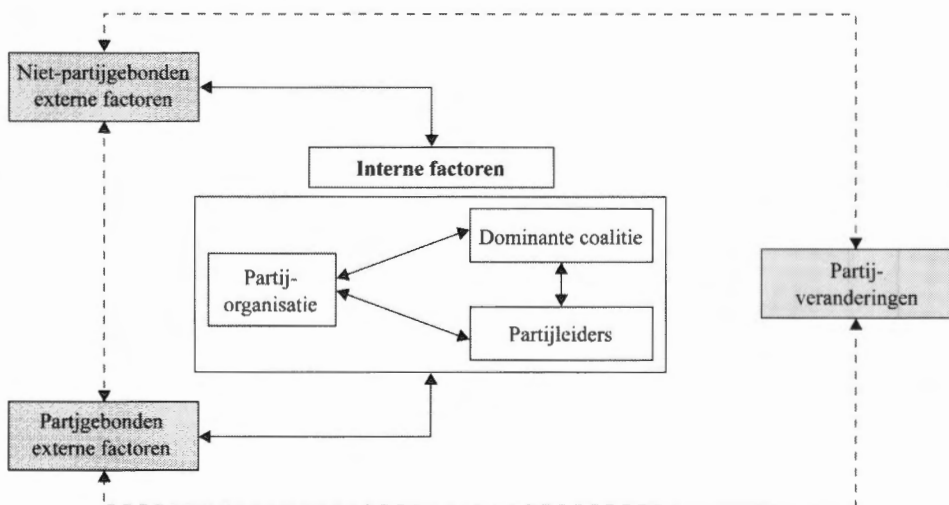 Niet-partijgebonden
externe factoren
Interne factoren
Dominante coalitie
Partij-
organisatie
Partijleiders
Partij-
veranderingen
Partjgebonden
externe factoren